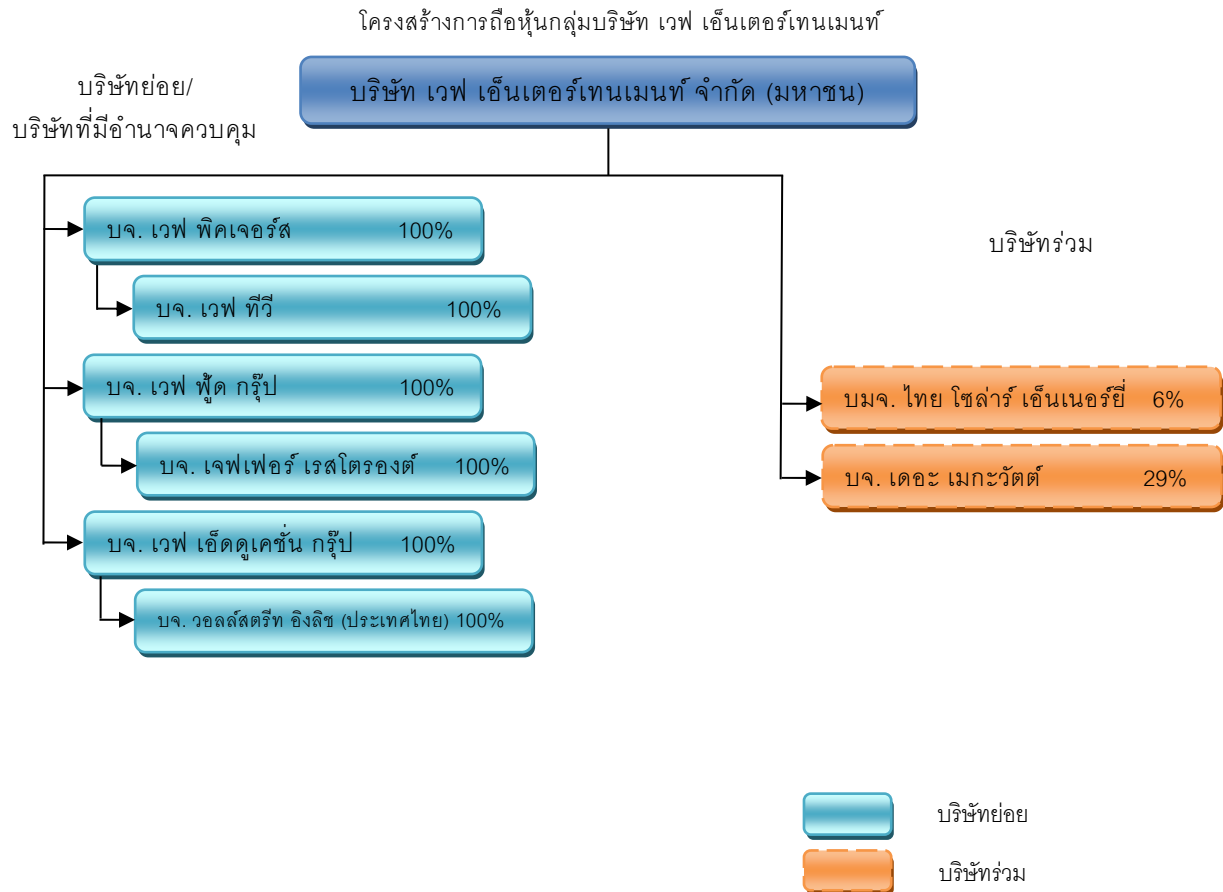 โครงสร้างการถือหุ้นกลุ่มบริษัท เวฟ เอ็นเตอร์เทนเมนท์
บริษัท เวฟ เอ็นเตอร์เทนเมนท์ จำกัด (มหาชน)
บริษัทย่อย/
บริษัทที่มีอำนาจควบคุม
บจ. เวฟ พิคเจอร์ส 100%
บจ. เวฟ ทีวี 100%
บจ. เวฟ ฟู้ด กรุ๊ป 100%
บจ. เจฟเฟอร์ เรสโตรองต์ 100%
บจ. เวฟ เอ็ดดูเคชั่น กรุ๊ป 100%
บจ. วอลล์สตรีท อิงลิช (ประเทศไทย) 100%
บริษัทร่วม
บมจ. ไทย โซล่าร์ เอ็นเนอร์ยี่ 6%
บจ. เดอะ เมกะวัตต์ 29%
บริษัทย่อย
บริษัทร่วม